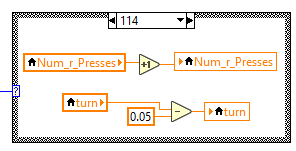 114
Num_r_Presses
+1
Num_r_Presses
?
turn
0.05
−
turn